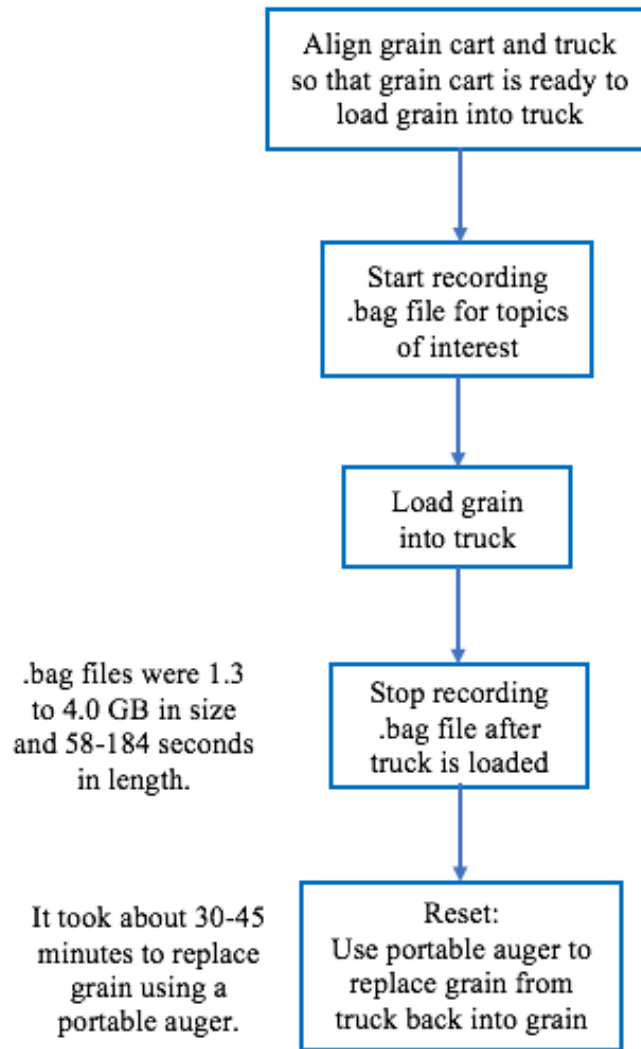 Align grain cart and truck
so that grain cart is ready to
load grain into truck
Start recording
.bag file for topics
of interest
Load grain
into truck
.bag files were 1.3
to 4.0 GB in size
and 58-184 seconds
in length.
Stop recording
.bag file after
truck is loaded
It took about 30-45
minutes to replace
grain using a
portable auger.
Reset:
Use portable auger to
replace grain from
truck back into grain